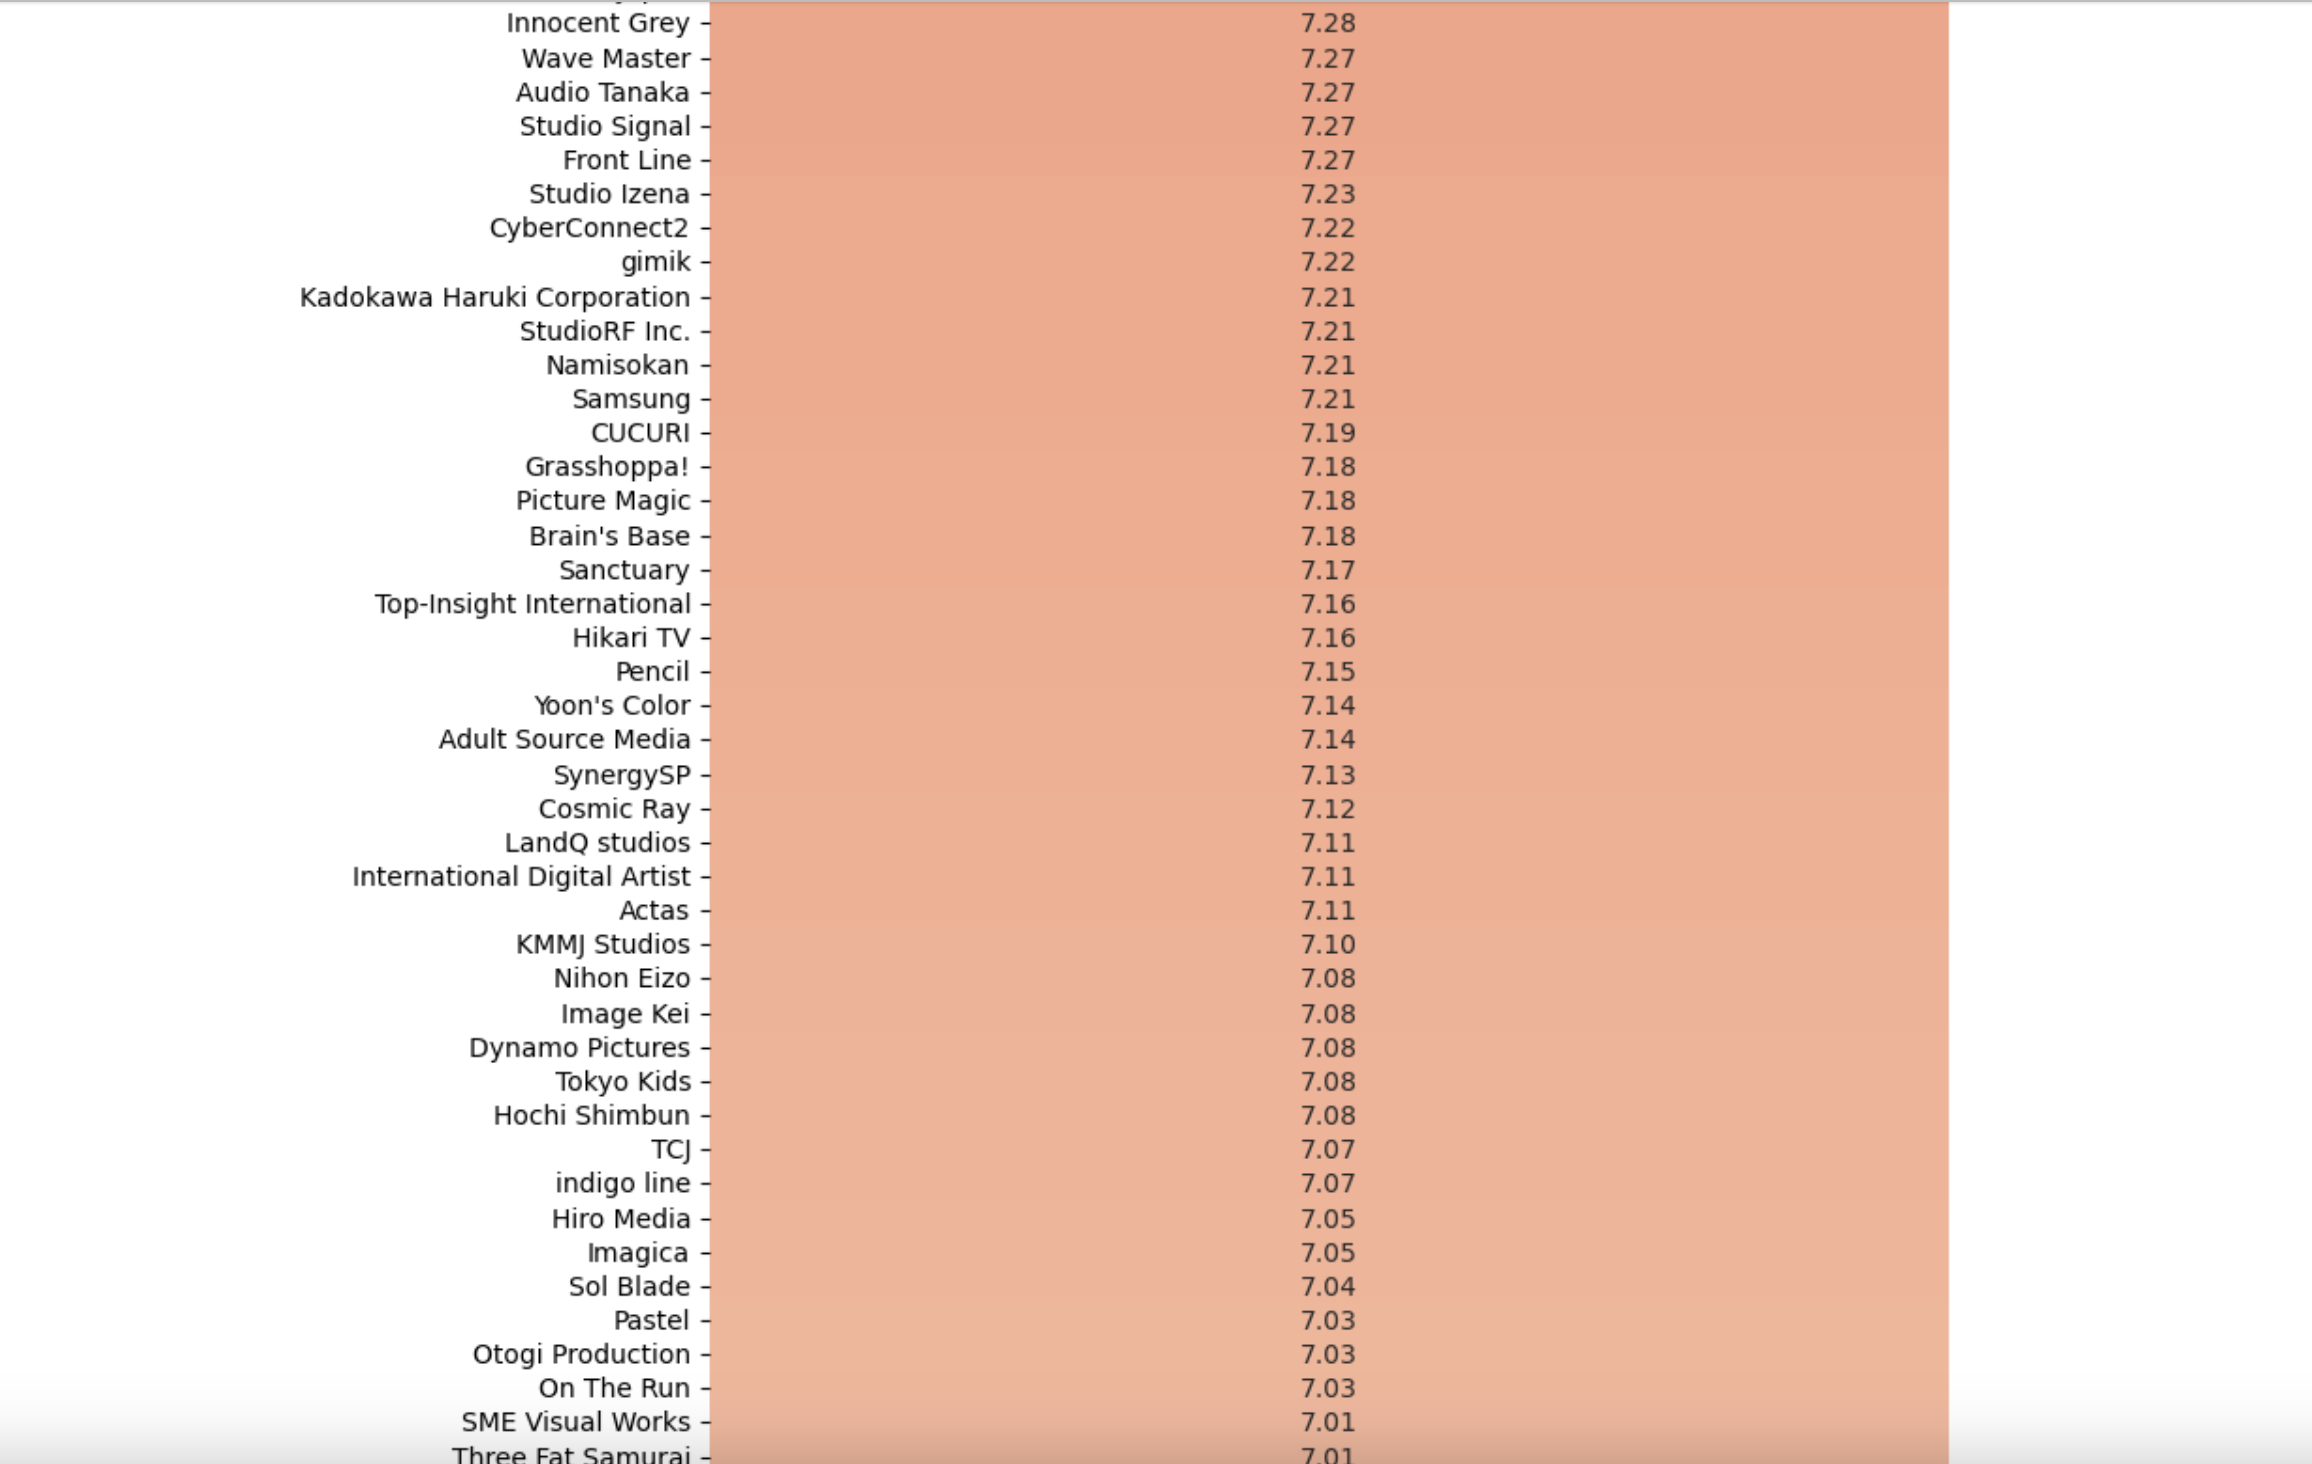 Innocent Grey 7.28
Wave Master 7.27
Audio Tanaka 7.27
Studio Signal 7.27
Front Line 7.27
Studio Izena 7.23
CyberConnect2 7.22
gimik 7.22
Kadokawa Haruki Corporation 7.21
StudioRF Inc. 7.21
Namisokan 7.21
Samsung 7.21
CUCURI 7.19
Grasshoppa! 7.18
Picture Magic 7.18
Brain's Base 7.18
Sanctuary 7.17
Top-Insight International 7.16
Hikari TV 7.16
Pencil 7.15
Yoon's Color 7.14
Adult Source Media 7.14
SynergySP 7.13
Cosmic Ray 7.12
LandQ studios 7.11
International Digital Artist 7.11
Actas 7.11
KMMJ Studios 7.10
Nihon Eizo 7.08
Image Kei 7.08
Dynamo Pictures 7.08
Tokyo Kids 7.08
Hochi Shimbun 7.08
TCJ 7.07
indigo line 7.07
Hiro Media 7.05
Imagica 7.05
Sol Blade 7.04
Pastel 7.03
Otogi Production 7.03
On The Run 7.03
SME Visual Works 7.01
Three Fat Samurai 7.01